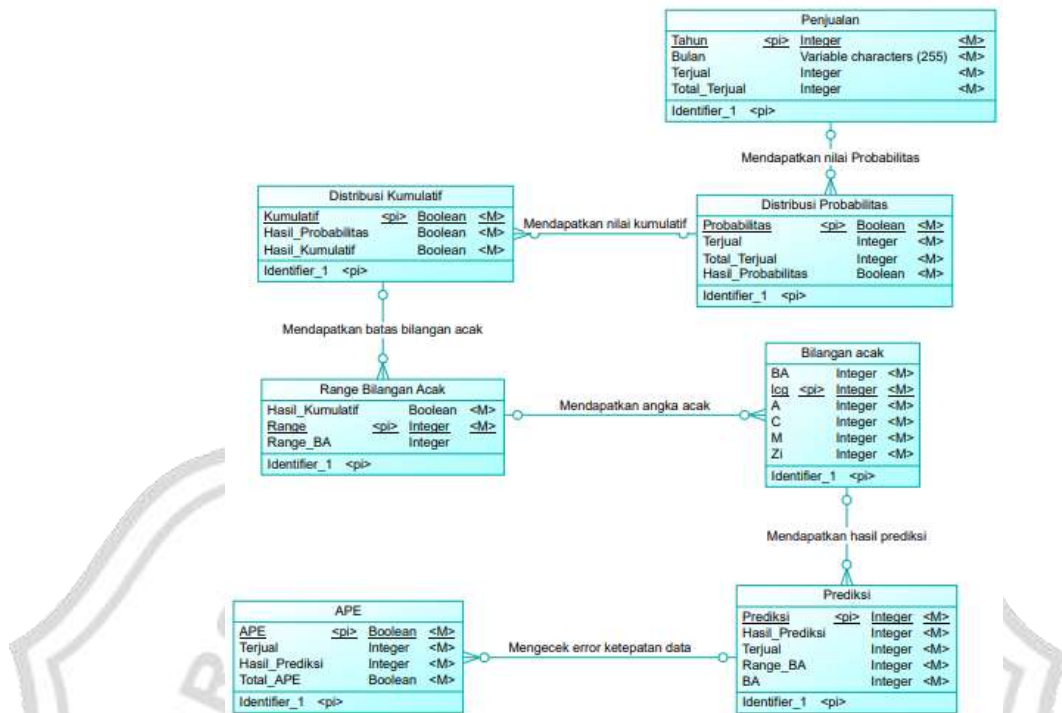 Penjualan
Tahun <pi> Integer <M>
Bulan Variable characters (255) <M>
Terjual Integer <M>
Total_Terjual Integer <M>
Identifier_1 <pi>
Mendapatkan nilai Probabilitas
Distribusi Kumulatif
Kumulatif <pi> Boolean <M>
Hasil_Probabilitas Boolean <M>
Hasil_Kumulatif Boolean <M>
Identifier_1 <pi>
Mendapatkan nilai kumulatif
Distribusi Probabilitas
Probabilitas <pi> Boolean <M>
Terjual Integer <M>
Total_Terjual Integer <M>
Hasil_Probabilitas Boolean <M>
Identifier_1 <pi>
Mendapatkan batas bilangan acak
Range Bilangan Acak
Hasil_Kumulatif Boolean <M>
Range <pi> Integer <M>
Range_BA Integer
Identifier_1 <pi>
Mendapatkan angka acak
Bilangan acak
BA Integer <M>
lcg <pi> Integer <M>
A Integer <M>
C Integer <M>
M Integer <M>
Zi Integer <M>
Identifier_1 <pi>
Mendapatkan hasil prediksi
APE
APE <pi> Boolean <M>
Terjual Integer <M>
Hasil_Prediksi Integer <M>
Total_APE Boolean <M>
Identifier_1 <pi>
Mengecek error ketepatan data
Prediksi
Prediksi <pi> Integer <M>
Hasil_Prediksi Integer <M>
Terjual Integer <M>
Range_BA Integer <M>
BA Integer <M>
Identifier_1 <pi>